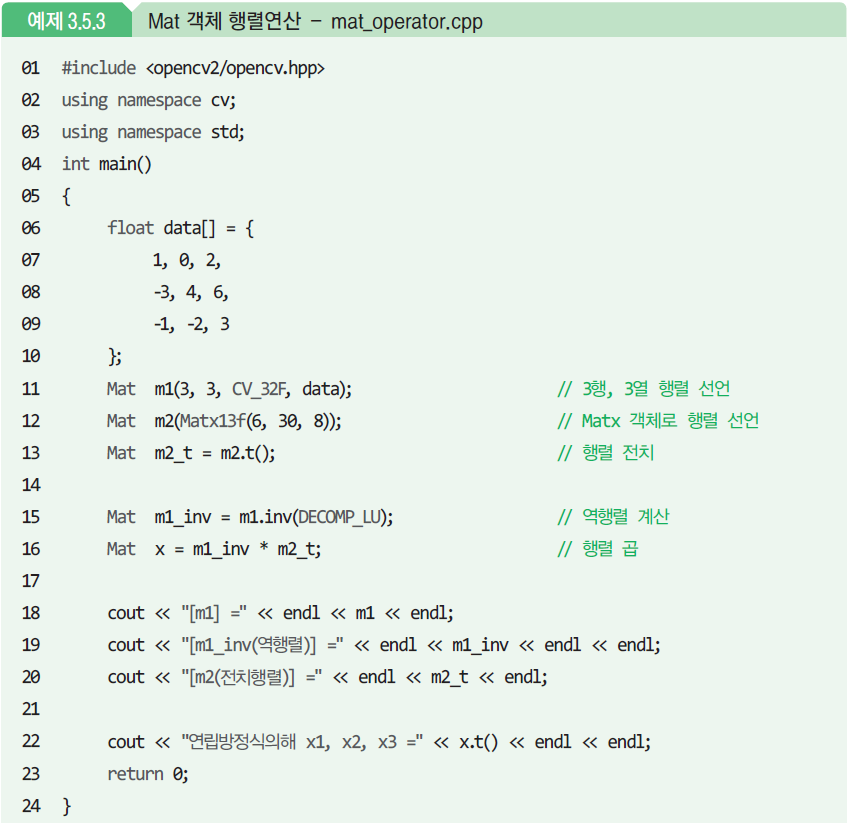 예제 3.5.3 Mat 객체 행렬연산 - mat_operator.cpp
01 #include <opencv2/opencv.hpp>
02 using namespace cv;
03 using namespace std;
04 int main()
05 {
06 float data[] = {
07 1, 0, 2,
08 -3, 4, 6,
09 -1, -2, 3
10 };
11 Mat m1(3, 3, CV_32F, data); // 3행, 3열 행렬 선언
12 Mat m2(Matx13f(6, 30, 8)); // Matx 객체로 행렬 선언
13 Mat m2_t = m2.t(); // 행렬 전치
14
15 Mat m1_inv = m1.inv(DECOMP_LU); // 역행렬 계산
16 Mat x = m1_inv * m2_t; // 행렬 곱
17
18 cout << "[m1] =" << endl << m1 << endl;
19 cout << "[m1_inv(역행렬)] =" << endl << m1_inv << endl << endl;
20 cout << "[m2(전치행렬)] =" << endl << m2_t << endl;
21
22 cout << "연립방정식의해 x1, x2, x3 =" << x.t() << endl << endl;
23 return 0;
24 }